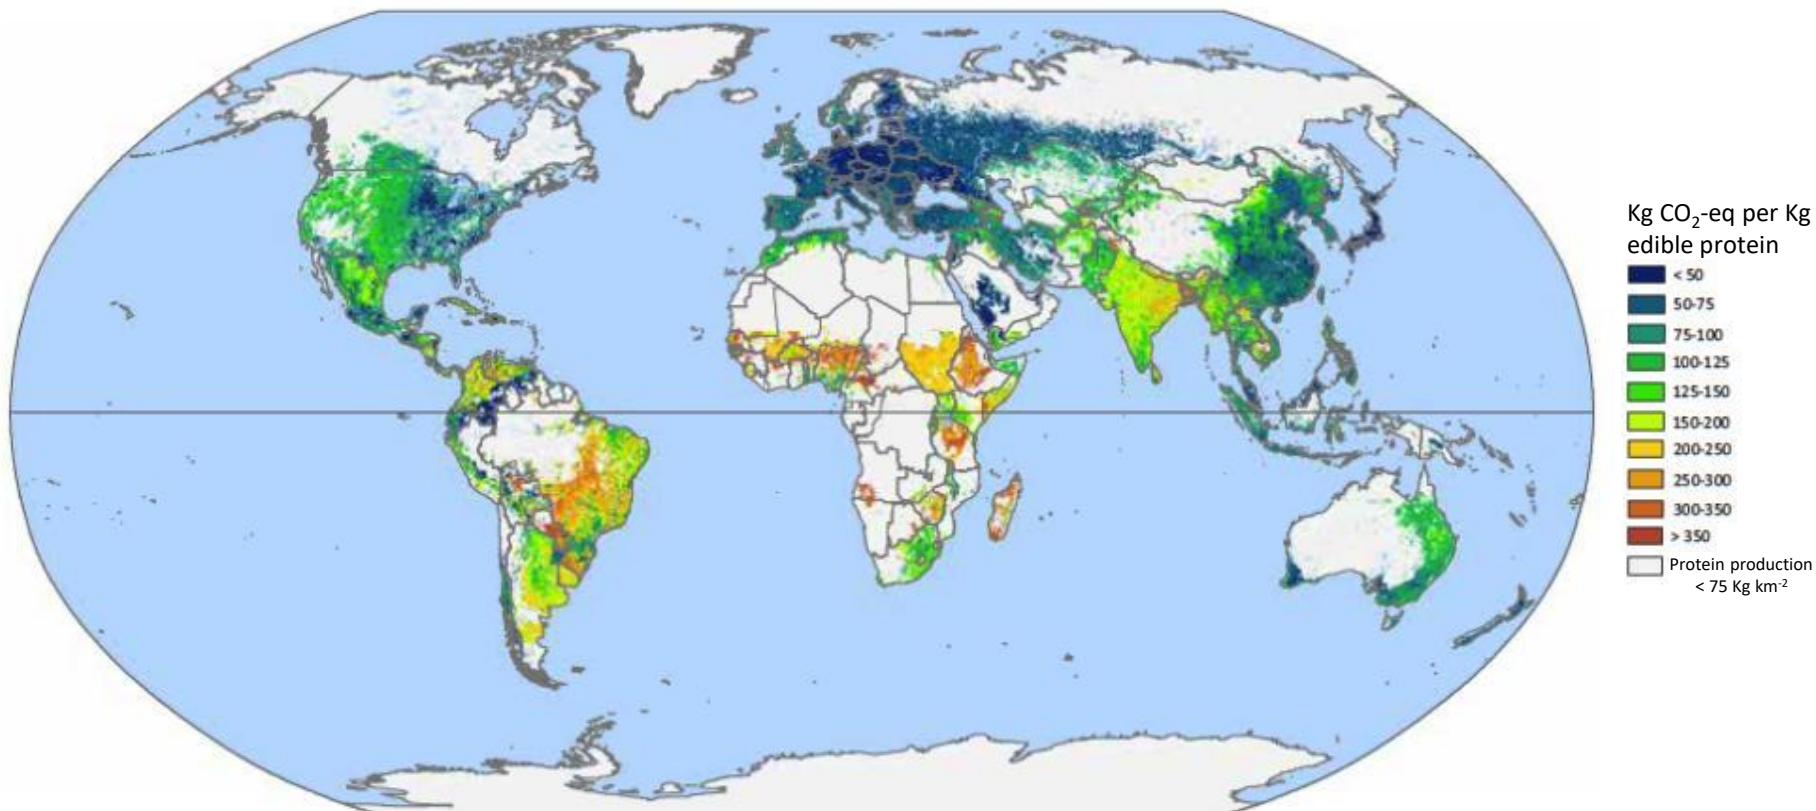 Kg CO₂-eq per Kg
edible protein
< 50
50-75
75-100
100-125
125-150
150-200
200-250
250-300
300-350
> 350
Protein production
< 75 Kg km⁻²